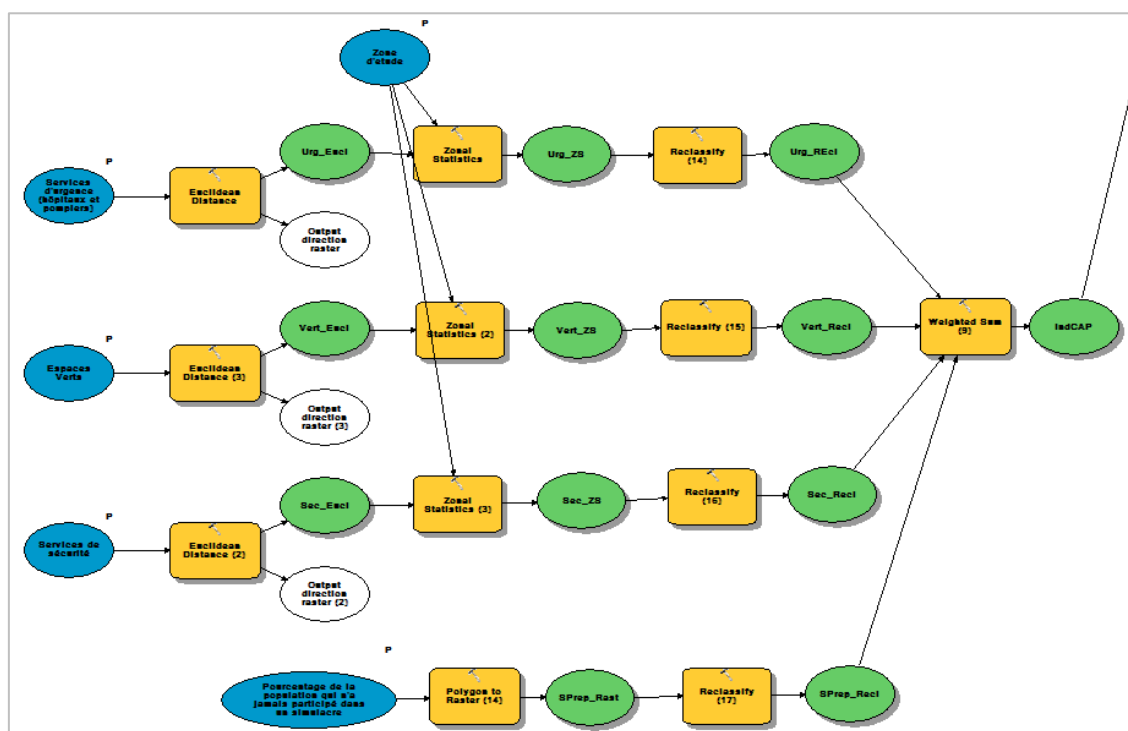 P
Zone
d'etude
Urg_Eucl
Zonal
Statistics
Urg_ZS
Reclassify
(14)
Urg_REcl
P
Services
d'urgence
(hôpitaux et
pompiers)
Euclidean
Distance
Output
direction
raster
Vert_Eucl
Zonal
Statistics (2)
Vert_ZS
Reclassify (15)
Vert_Recl
Weighted Sum
(9)
IndCAP
P
Espaces
Verts
Euclidean
Distance (3)
Output
direction
raster (3)
Sec_Eucl
Zonal
Statistics (3)
Sec_ZS
Reclassify
(16)
Sec_Recl
P
Services de
sécurité
Euclidean
Distance (2)
Output
direction
raster (2)
P
Pourcentage de la
population qui n'a
jamais participé dans
un simulacre
Polygon to
Raster (14)
SPrep_Rast
Reclassify
(17)
SPrep_Recl